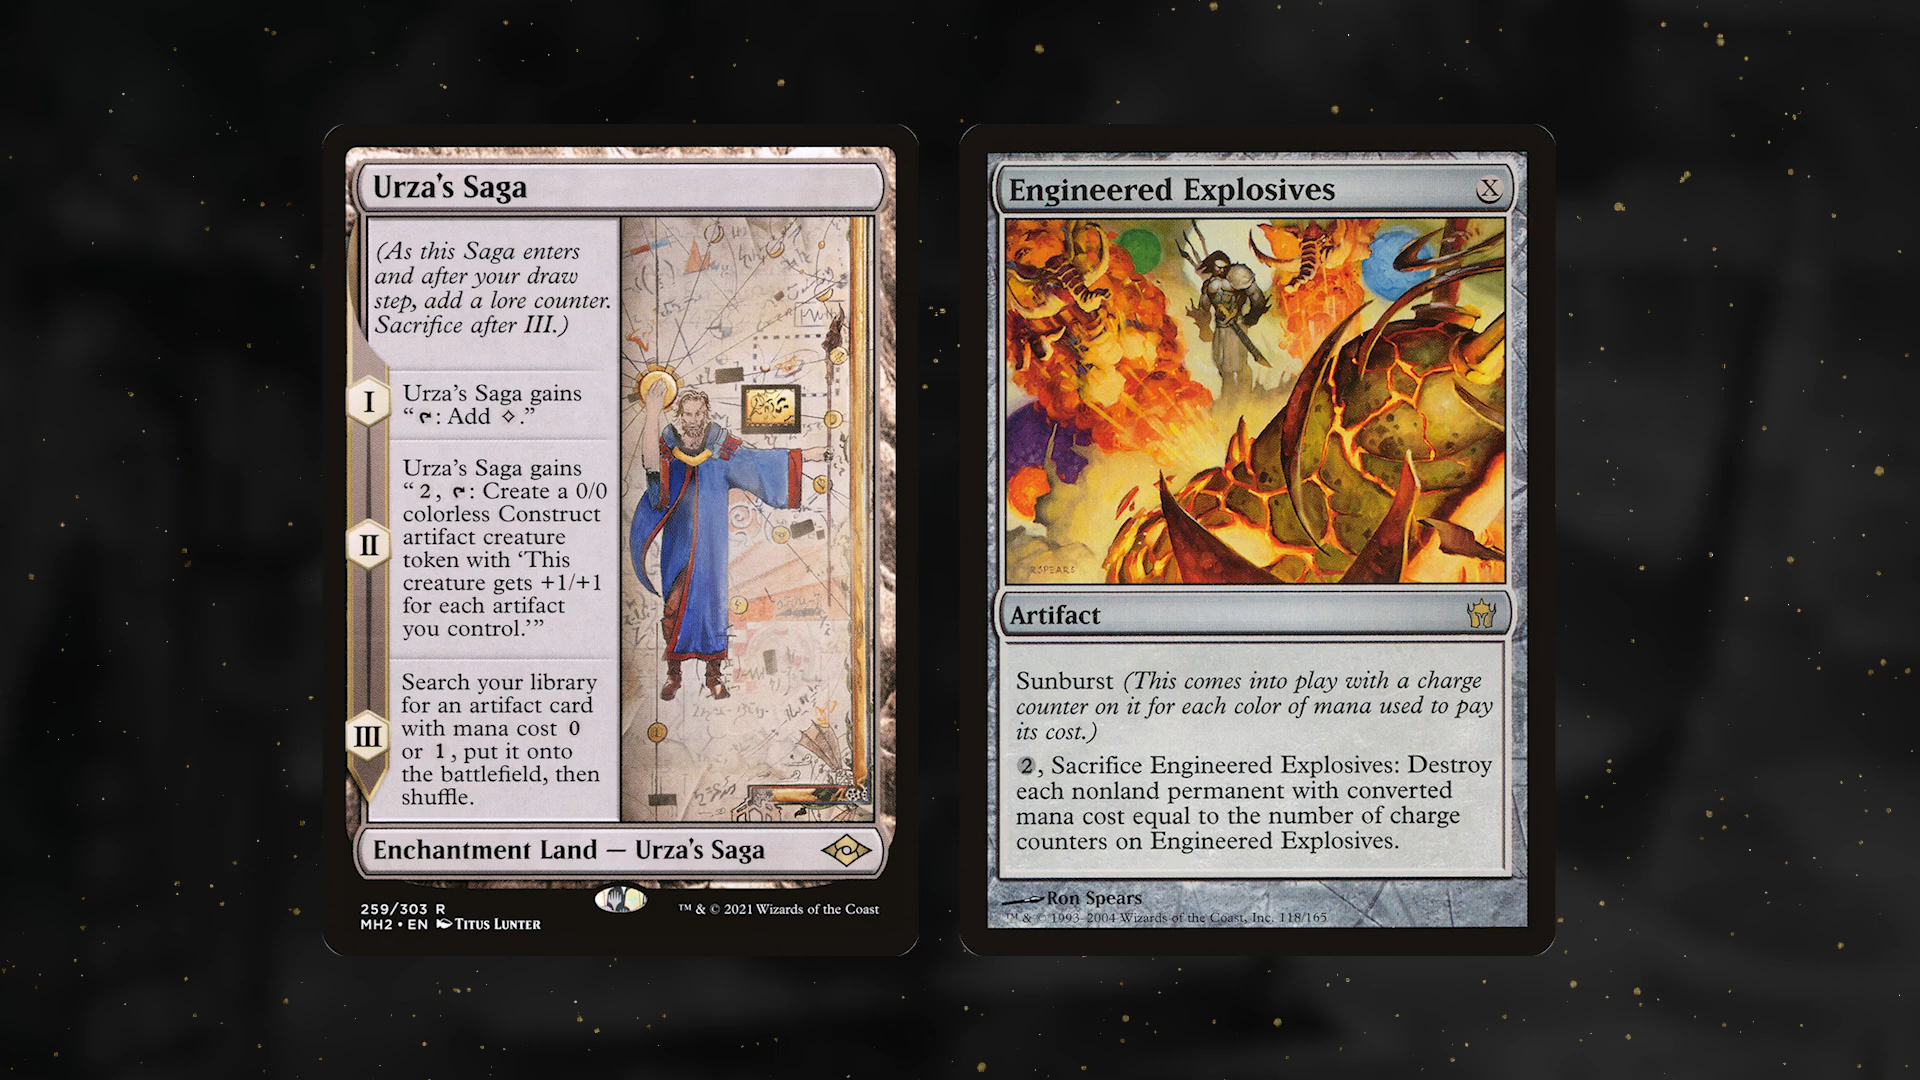 Urza's Saga
(As this Saga enters
and after your draw
step, add a lore counter.
Sacrifice after III.)
I
Urza's Saga gains
“T: Add C.”
II
Urza's Saga gains
“2, T: Create a 0/0
colorless Construct
artifact creature
token with ‘This
creature gets +1/+1
for each artifact
you control.’”
III
Search your library
for an artifact card
with mana cost 0
or 1, put it onto
the battlefield, then
shuffle.
Enchantment Land — Urza's Saga
259/303 R
MH2 • EN Titus Lunter
™ & © 2021 Wizards of the Coast
Engineered Explosives X
RSPEARS
Artifact
Sunburst (This comes into play with a charge
counter on it for each color of mana used to pay
its cost.)
2, Sacrifice Engineered Explosives: Destroy
each nonland permanent with converted
mana cost equal to the number of charge
counters on Engineered Explosives.
Ron Spears
™ & © 1993–2004 Wizards of the Coast, Inc. 118/165